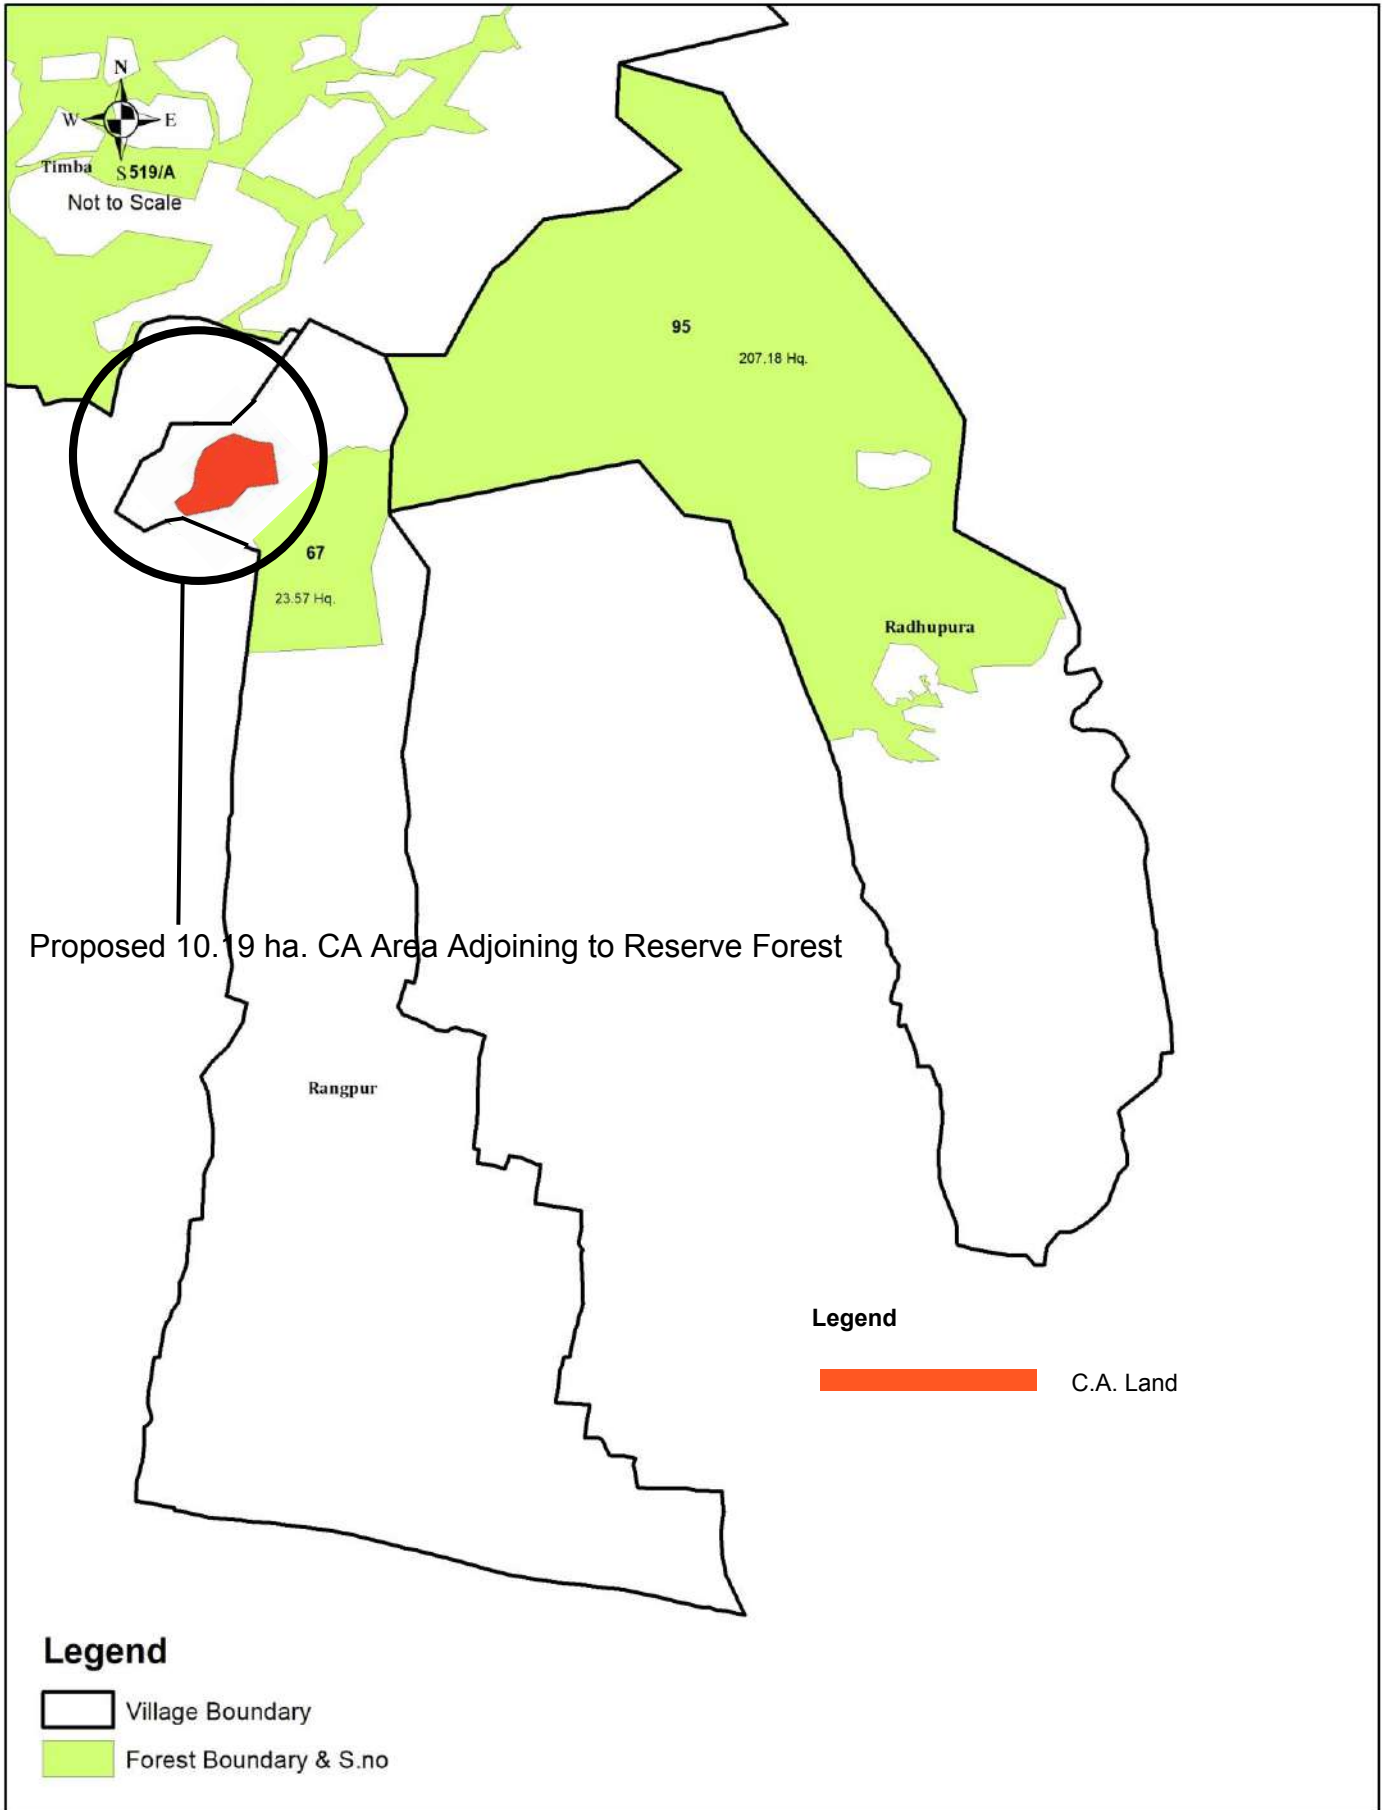 N
W E
Timba S 519/A
Not to Scale
95
207.18 Hq.
67
23.57 Hq.
Radhupura
Proposed 10.19 ha. CA Area Adjoining to Reserve Forest
Rangpur
Legend
C.A. Land
Legend
Village Boundary
Forest Boundary & S.no